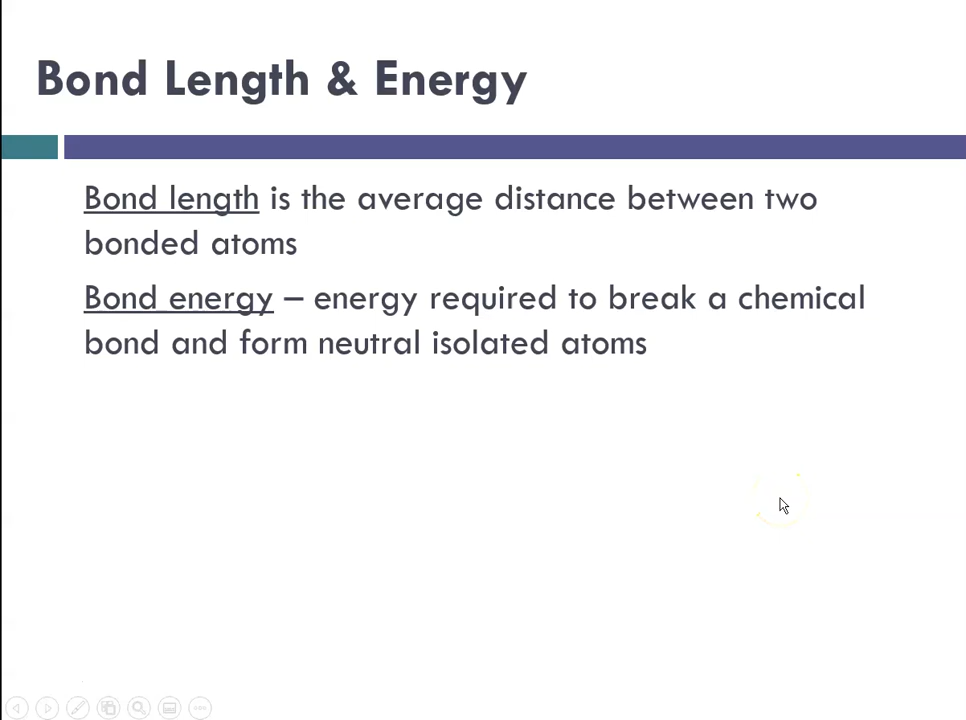 Bond Length & Energy
Bond length is the average distance between two
bonded atoms
Bond energy – energy required to break a chemical
bond and form neutral isolated atoms